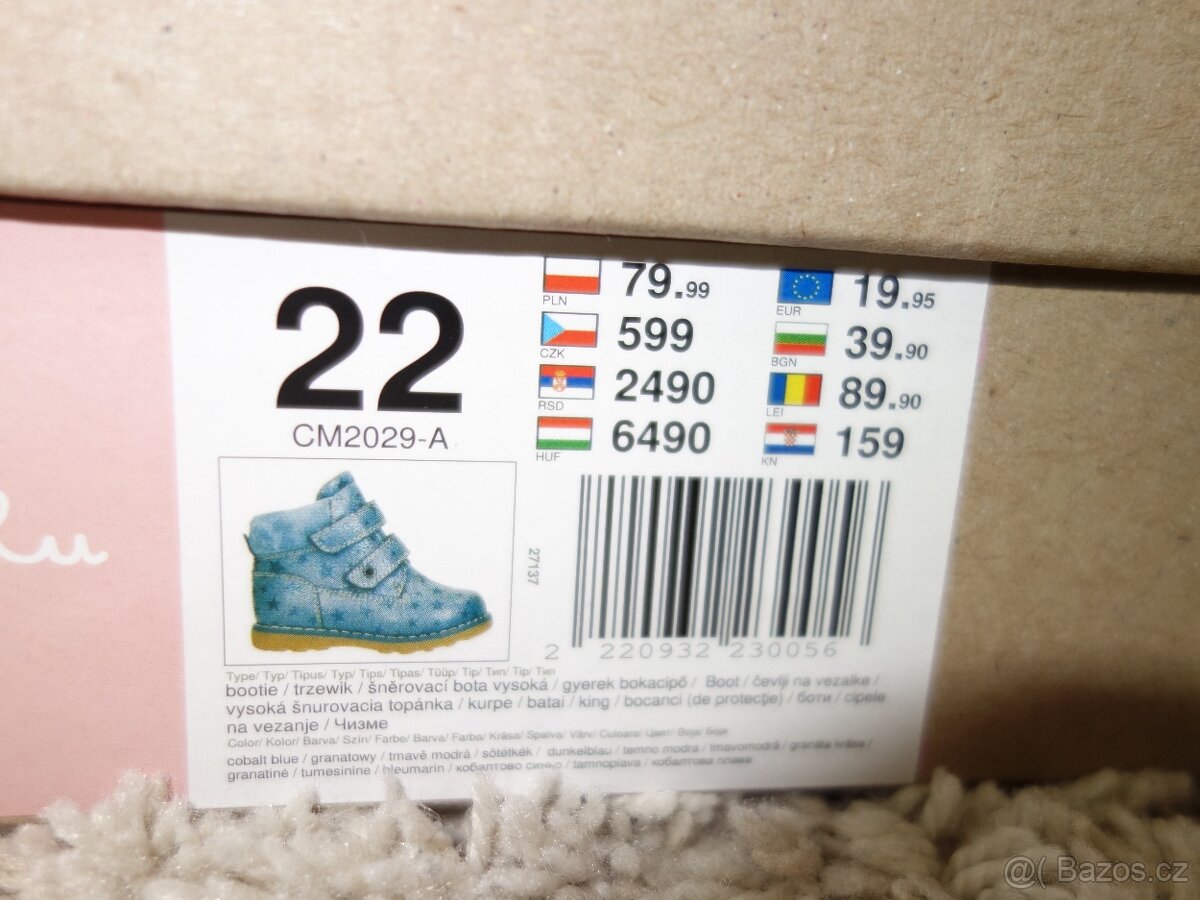 22
CM2029-A
PLN 79.99
CZK 599
RSD 2490
HUF 6490
EUR 19.95
BGN 39.90
LEI 89.90
KN 159
27137
2 220932 230056
Type/ Typ/ Típus/ Typ/ Tips/ Tipas/ Tüüp/ Tip/ Тип/ Tip/ Тип
bootie / trzewik / šněrovací bota vysoká / gyerek bokacipő / Boot / čevlji na vezalke /
vysoká šnurovacia topánka / kurpe / batai / king / bocanci (de protecţie) / боти / cipele
na vezanje / Чизме
Color/ Kolor/ Barva/ Szín/ Farbe/ Barva/ Farba/ Krāsa/ Spalva Värv/ Culoare/ Цвят/ Boja/ Боја
cobalt blue / granatowy / tmavě modrá / sötétkék / dunkelblau / temno modra / tmavomodrá / granāta krāsa /
granatinė / tumesinine / bleumarin / кобалтово синьо / tamnoplava / кобалтова плава
@( Bazos.cz